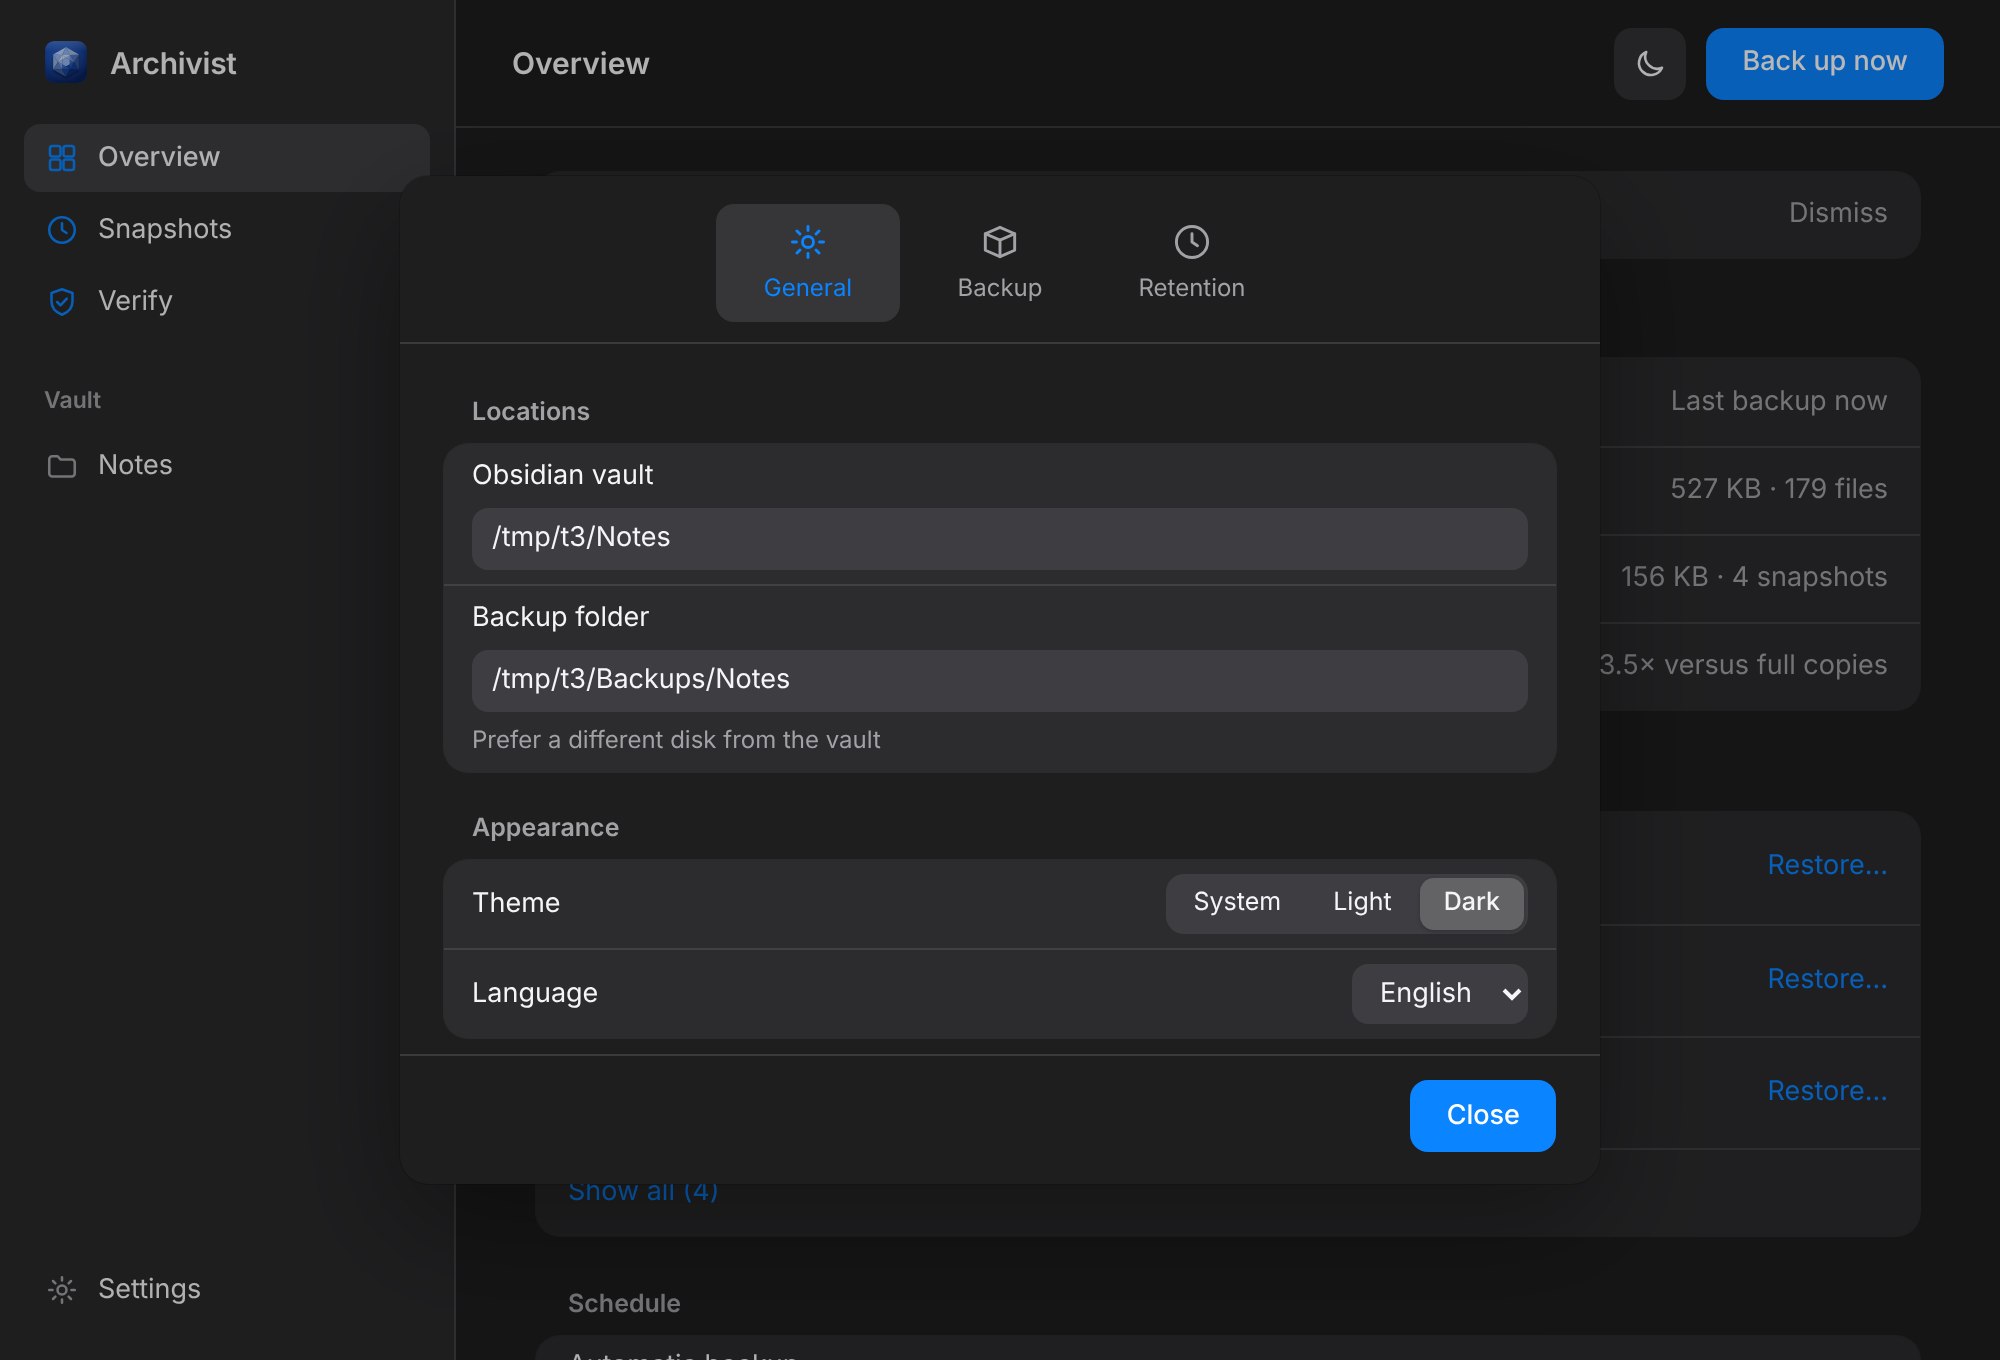 Archivist
Overview
Snapshots
Verify
Vault
Notes
Settings
Overview
Back up now
Dismiss
Last backup now
527 KB · 179 files
156 KB · 4 snapshots
3.5× versus full copies
Restore...
Restore...
Restore...
Show all (4)
Schedule
Automatic backup
General
Backup
Retention
Locations
Obsidian vault
/tmp/t3/Notes
Backup folder
/tmp/t3/Backups/Notes
Prefer a different disk from the vault
Appearance
Theme
System
Light
Dark
Language
English
Close